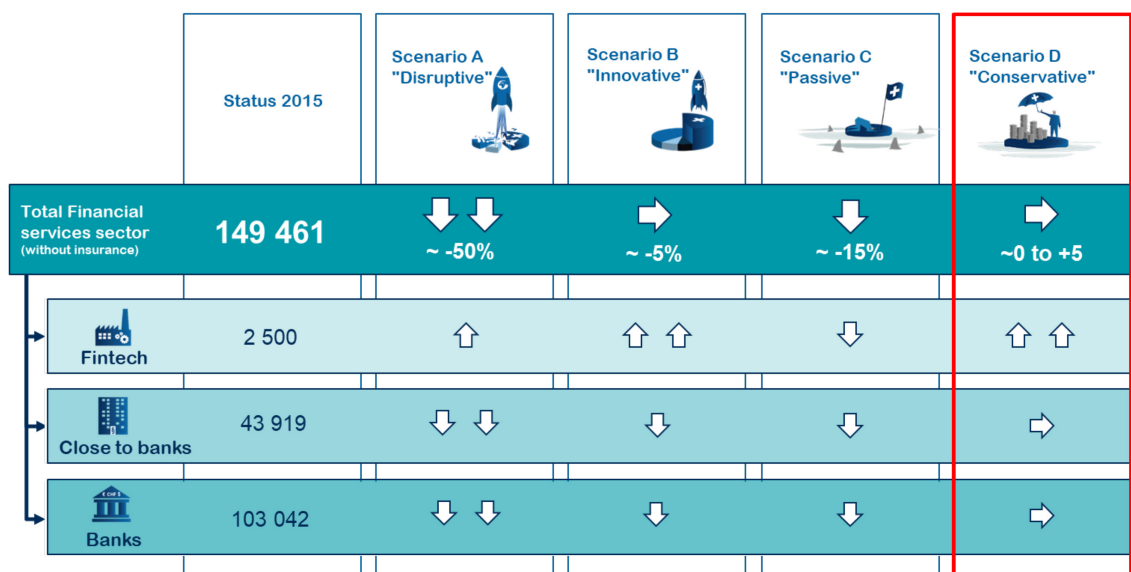 Status 2015
Scenario A
"Disruptive"
Scenario B
"Innovative"
Scenario C
"Passive"
Scenario D
"Conservative"
Total Financial
services sector
(without insurance)
149 461
~ -50%
~ -5%
~ -15%
~0 to +5
Fintech
2 500
Close to banks
43 919
CHF
Banks
103 042